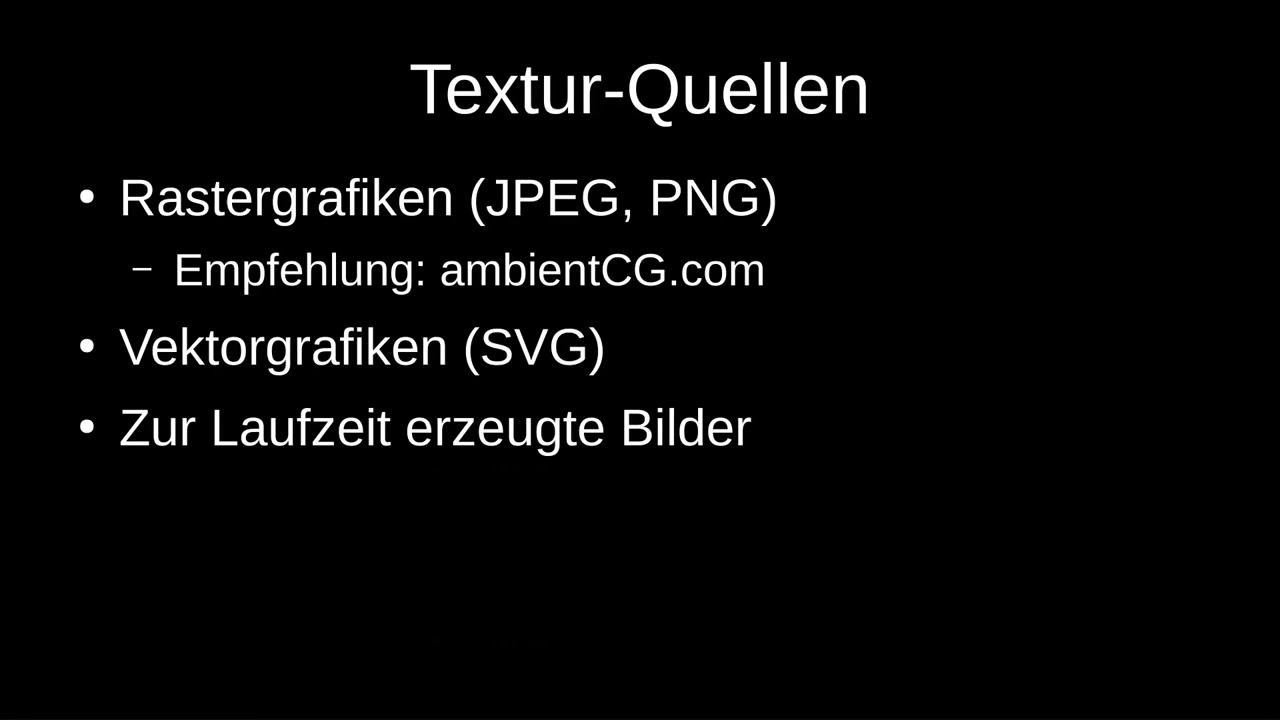 Textur-Quellen
• Rastergrafiken (JPEG, PNG)
– Empfehlung: ambientCG.com
• Vektorgrafiken (SVG)
• Zur Laufzeit erzeugte Bilder